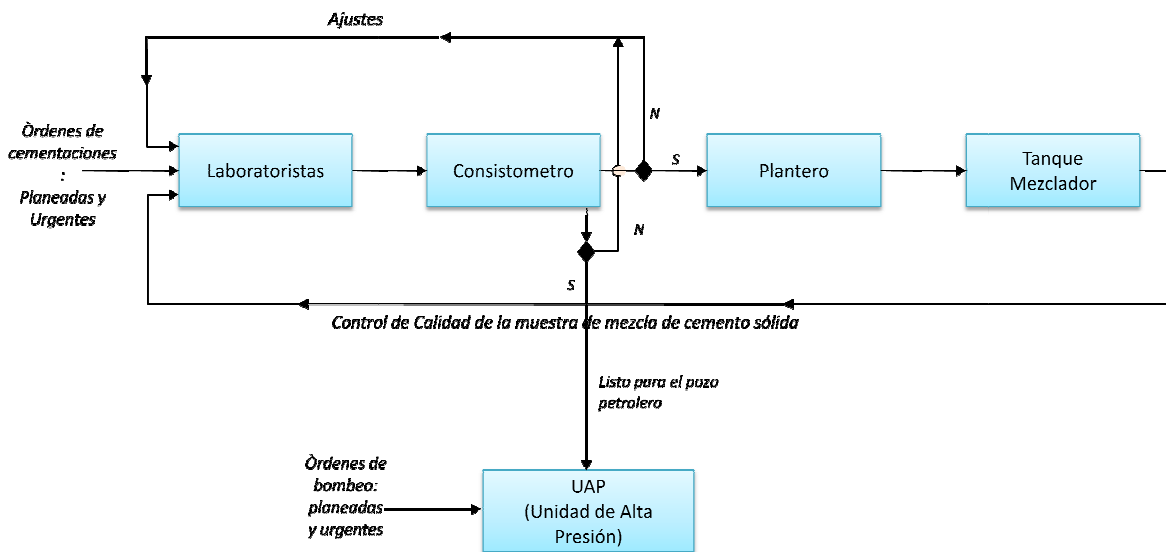 Ajustes
Òrdenes de
cementaciones
:
Planeadas y
Urgentes
Laboratoristas
Consistometro
N
S
Plantero
Tanque
Mezclador
N
S
Control de Calidad de la muestra de mezcla de cemento sólida
Listo para el pozo
petrolero
Òrdenes de
bombeo:
planeadas
y urgentes
UAP
(Unidad de Alta
Presión)